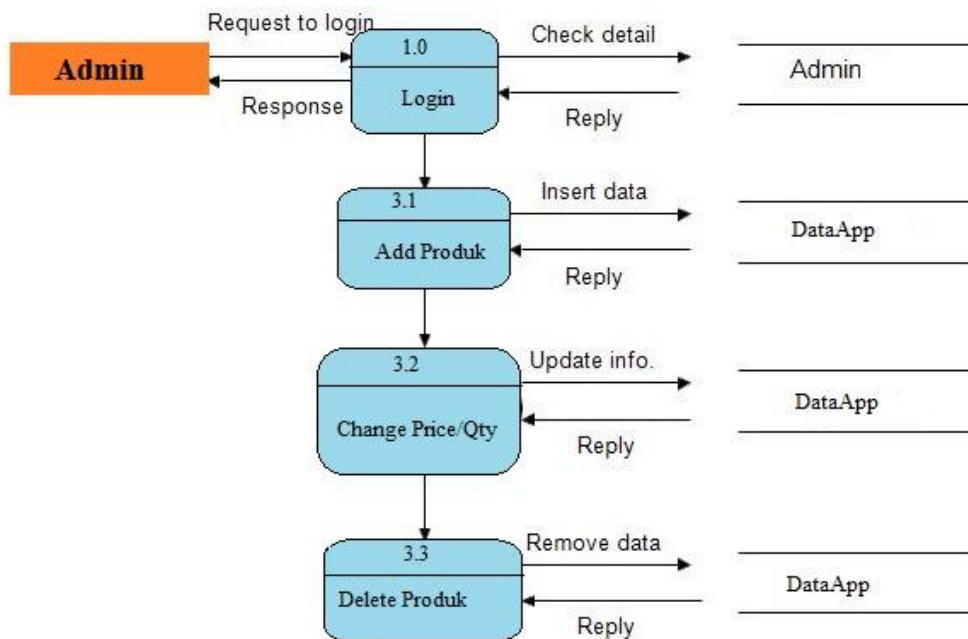 Request to login
Admin
Response
1.0
Login
Check detail
Reply
Admin
3.1
Add Produk
Insert data
Reply
DataApp
3.2
Change Price/Qty
Update info.
Reply
DataApp
3.3
Delete Produk
Remove data
Reply
DataApp